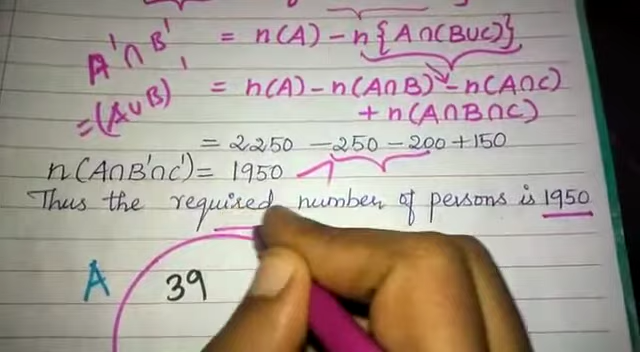 A'∩B' = n(A) - n{A∩(B∪C)}
=(A∪B)' = n(A) - n(A∩B) - n(A∩C)
+ n(A∩B∩C)
= 2250 - 250 - 200 + 150
n(A∩B'∩C') = 1950
Thus the required number of persons is 1950
A 39